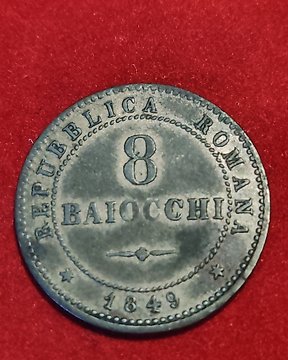 REPUBBLICA ROMANA
8
BAIOCCHI
1849